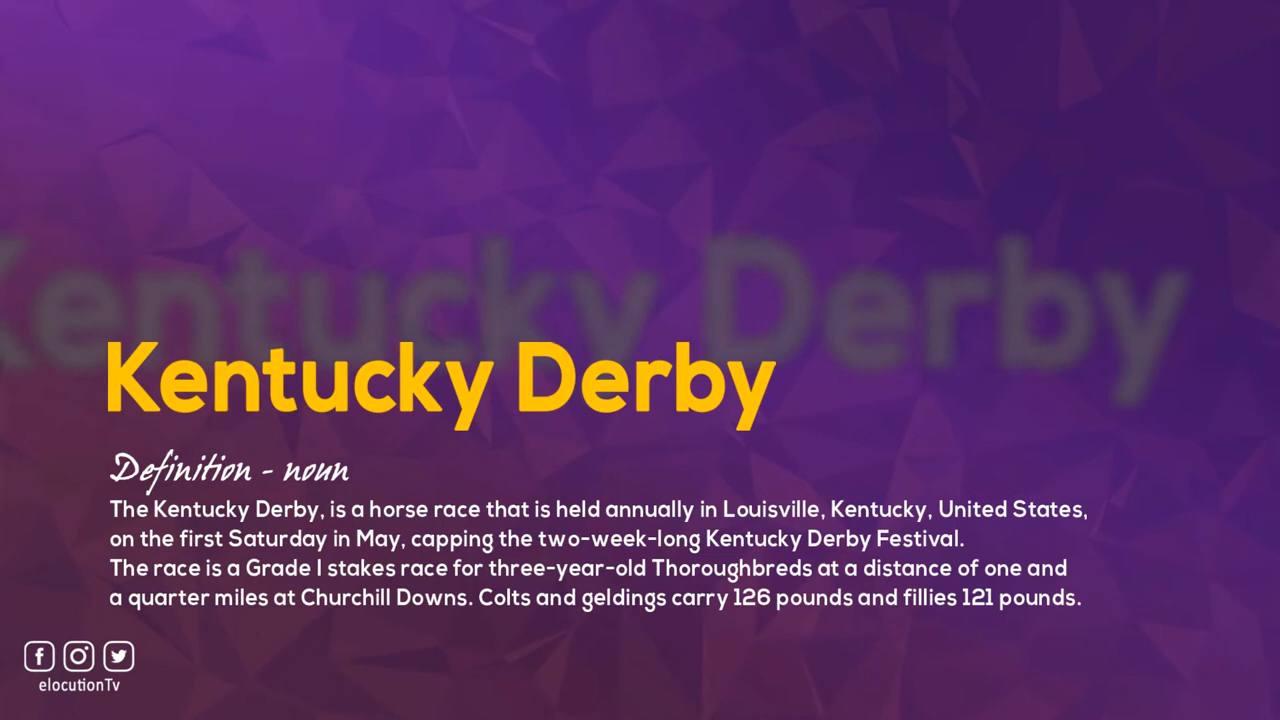 Kentucky Derby
Kentucky Derby
Definition - noun
The Kentucky Derby, is a horse race that is held annually in Louisville, Kentucky, United States,
on the first Saturday in May, capping the two-week-long Kentucky Derby Festival.
The race is a Grade I stakes race for three-year-old Thoroughbreds at a distance of one and
a quarter miles at Churchill Downs. Colts and geldings carry 126 pounds and fillies 121 pounds.
elocutionTv